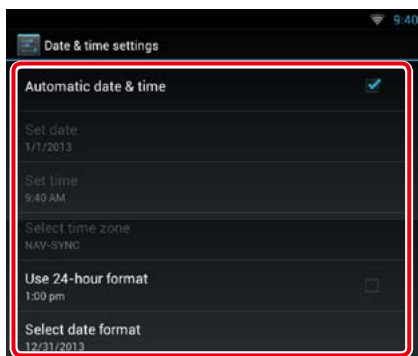 9:40
Date & time settings
Automatic date & time
Set date
1/1/2013
Set time
9:40 AM
Select time zone
NAV-SYNC
Use 24-hour format
1:00 pm
Select date format
12/31/2013